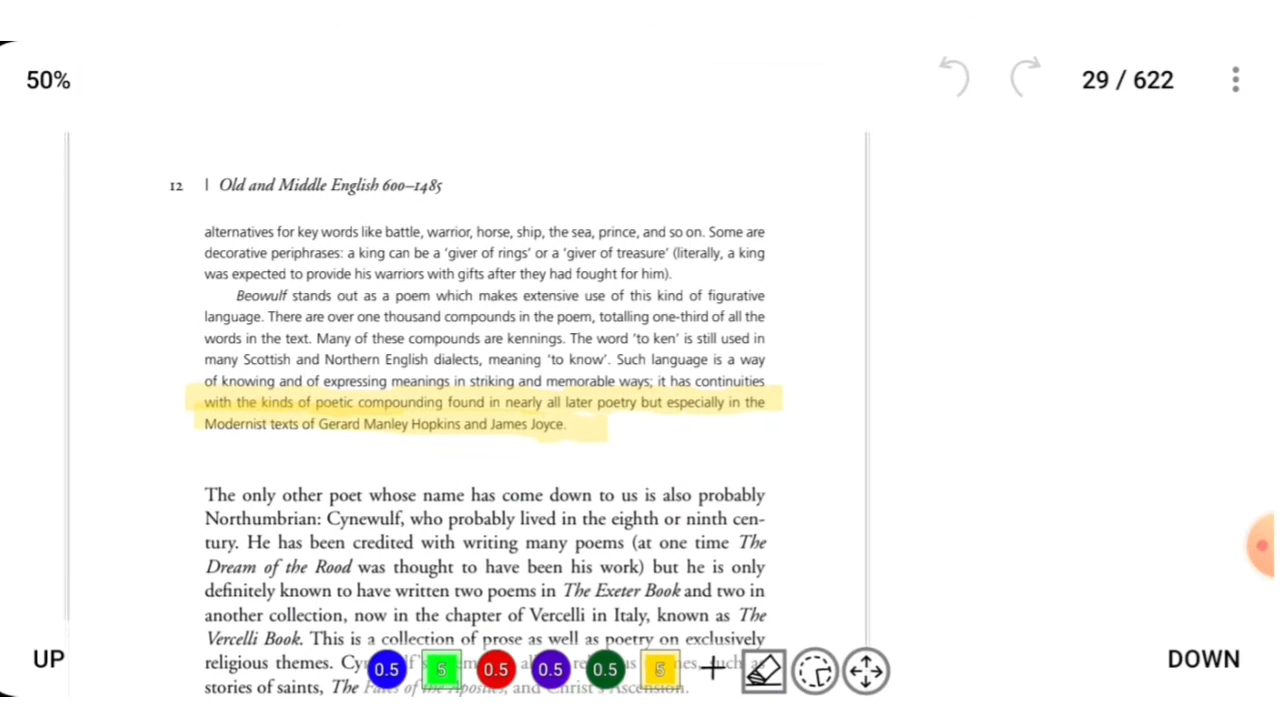 50%
29 / 622
12 | Old and Middle English 600–1485
alternatives for key words like battle, warrior, horse, ship, the sea, prince, and so on. Some are
decorative periphrases: a king can be a ‘giver of rings’ or a ‘giver of treasure’ (literally, a king
was expected to provide his warriors with gifts after they had fought for him).
Beowulf stands out as a poem which makes extensive use of this kind of figurative
language. There are over one thousand compounds in the poem, totalling one-third of all the
words in the text. Many of these compounds are kennings. The word ‘to ken’ is still used in
many Scottish and Northern English dialects, meaning ‘to know’. Such language is a way
of knowing and of expressing meanings in striking and memorable ways; it has continuities
with the kinds of poetic compounding found in nearly all later poetry but especially in the
Modernist texts of Gerard Manley Hopkins and James Joyce.
The only other poet whose name has come down to us is also probably
Northumbrian: Cynewulf, who probably lived in the eighth or ninth cen-
tury. He has been credited with writing many poems (at one time The
Dream of the Rood was thought to have been his work) but he is only
definitely known to have written two poems in The Exeter Book and two in
another collection, now in the chapter of Vercelli in Italy, known as The
Vercelli Book. This is a collection of prose as well as poetry on exclusively
religious themes.
stories of saints, The Fates of the Apostles, and Christ's Ascension.
UP
0.5 5 0.5 0.5 0.5 5
DOWN